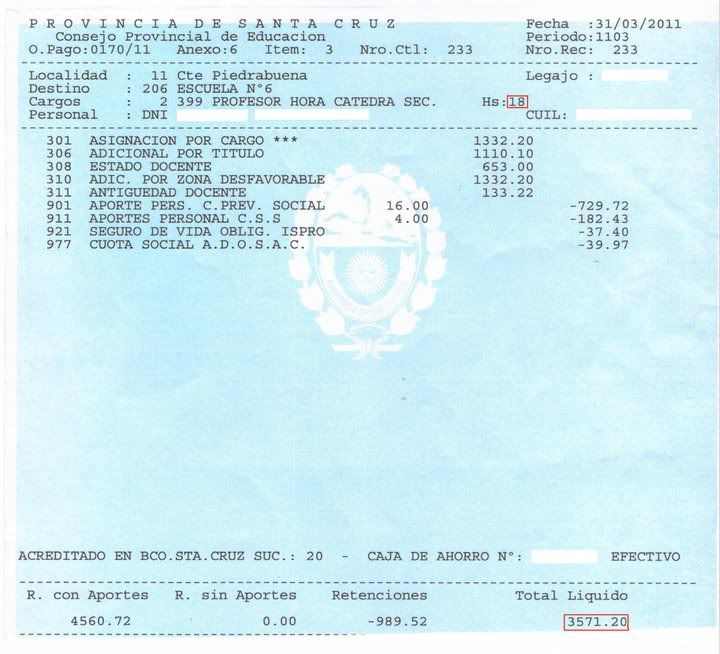 P R O V I N C I A  D E  S A N T A  C R U Z  Fecha :31/03/2011
Consejo Provincial de Educacion  Periodo:1103
O.Pago:0170/11  Anexo:6  Item: 3  Nro.Ctl: 233  Nro.Rec: 233
Localidad : 11 Cte Piedrabuena  Legajo :
Destino : 206 ESCUELA N°6
Cargos : 2 399 PROFESOR HORA CATEDRA SEC.  Hs:18
Personal : DNI  CUIL:
301 ASIGNACION POR CARGO ***  1332.20
306 ADICIONAL POR TITULO  1110.10
308 ESTADO DOCENTE  653.00
310 ADIC. POR ZONA DESFAVORABLE  1332.20
311 ANTIGUEDAD DOCENTE  133.22
901 APORTE PERS. C.PREV. SOCIAL  16.00  -729.72
911 APORTES PERSONAL C.S.S  4.00  -182.43
921 SEGURO DE VIDA OBLIG. ISPRO  -37.40
977 CUOTA SOCIAL A.D.O.S.A.C.  -39.97
ACREDITADO EN BCO.STA.CRUZ SUC.: 20 - CAJA DE AHORRO N°:  EFECTIVO
R. con Aportes  R. sin Aportes  Retenciones  Total Liquido
4560.72  0.00  -989.52  3571.20